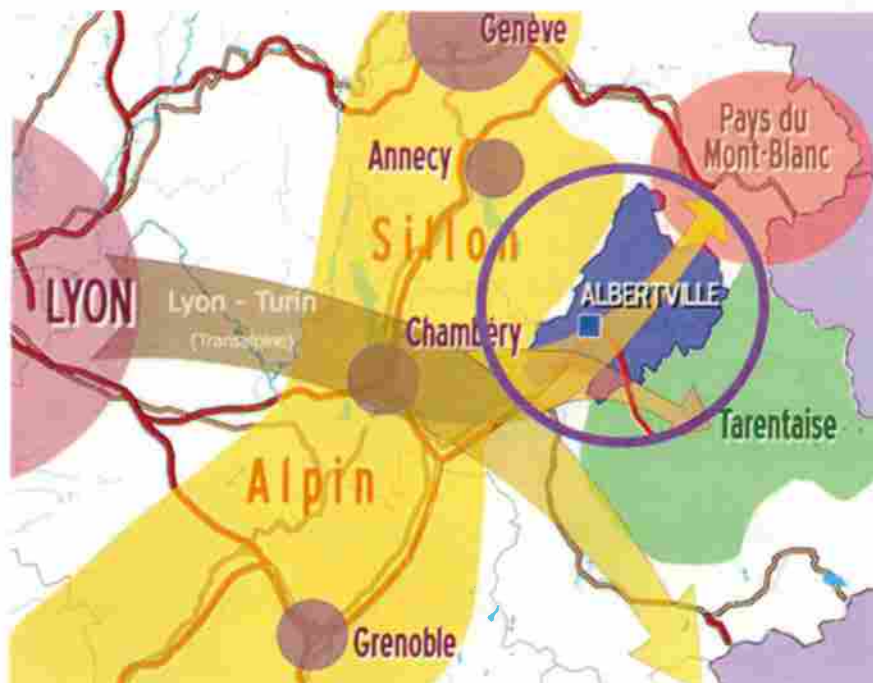 Genève
Pays du
Mont-Blanc
Annecy
Sillon
ALBERTVILLE
LYON
Lyon - Turin
(Transalpine)
Chambéry
Tarentaise
Alpin
Grenoble